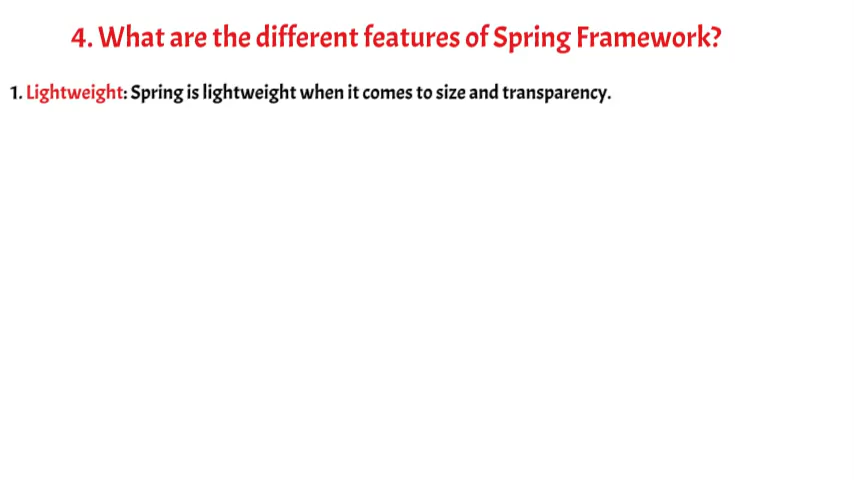 4. What are the different features of Spring Framework?
1. Lightweight: Spring is lightweight when it comes to size and transparency.